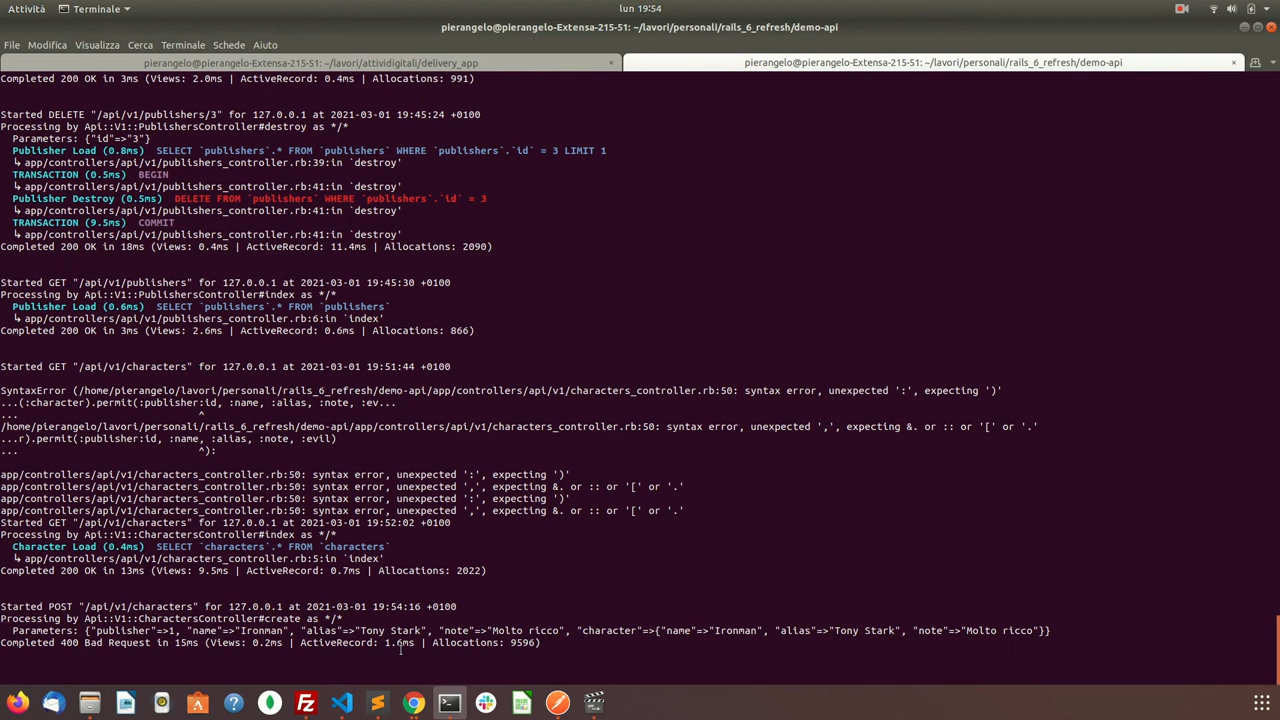 Attività
Terminale
lun 19:54
pierangelo@pierangelo-Extensa-215-51: ~/lavori/personali/rails_6_refresh/demo-api
File Modifica Visualizza Cerca Terminale Schede Aiuto
pierangelo@pierangelo-Extensa-215-51: ~/lavori/attividigitali/delivery_app
pierangelo@pierangelo-Extensa-215-51: ~/lavori/personali/rails_6_refresh/demo-api
Completed 200 OK in 3ms (Views: 2.0ms | ActiveRecord: 0.4ms | Allocations: 991)
Started DELETE "/api/v1/publishers/3" for 127.0.0.1 at 2021-03-01 19:45:24 +0100
Processing by Api::V1::PublishersController#destroy as */*
Parameters: {"id"=>"3"}
Publisher Load (0.8ms) SELECT `publishers`.* FROM `publishers` WHERE `publishers`.`id` = 3 LIMIT 1
↳ app/controllers/api/v1/publishers_controller.rb:39:in `destroy'
TRANSACTION (0.5ms) BEGIN
↳ app/controllers/api/v1/publishers_controller.rb:41:in `destroy'
Publisher Destroy (0.5ms) DELETE FROM `publishers` WHERE `publishers`.`id` = 3
↳ app/controllers/api/v1/publishers_controller.rb:41:in `destroy'
TRANSACTION (9.5ms) COMMIT
↳ app/controllers/api/v1/publishers_controller.rb:41:in `destroy'
Completed 200 OK in 18ms (Views: 0.4ms | ActiveRecord: 11.4ms | Allocations: 2090)
Started GET "/api/v1/publishers" for 127.0.0.1 at 2021-03-01 19:45:30 +0100
Processing by Api::V1::PublishersController#index as */*
Publisher Load (0.6ms) SELECT `publishers`.* FROM `publishers`
↳ app/controllers/api/v1/publishers_controller.rb:6:in `index'
Completed 200 OK in 3ms (Views: 2.6ms | ActiveRecord: 0.6ms | Allocations: 866)
Started GET "/api/v1/characters" for 127.0.0.1 at 2021-03-01 19:51:44 +0100
SyntaxError (/home/pierangelo/lavori/personali/rails_6_refresh/demo-api/app/controllers/api/v1/characters_controller.rb:50: syntax error, unexpected ':', expecting ')'
...(:character).permit(:publisher:id, :name, :alias, :note, :ev...
... ^
/home/pierangelo/lavori/personali/rails_6_refresh/demo-api/app/controllers/api/v1/characters_controller.rb:50: syntax error, unexpected ',', expecting &. or :: or '[' or '.'
...r).permit(:publisher:id, :name, :alias, :note, :evil)
... ^):
app/controllers/api/v1/characters_controller.rb:50: syntax error, unexpected ':', expecting ')'
app/controllers/api/v1/characters_controller.rb:50: syntax error, unexpected ',', expecting &. or :: or '[' or '.'
app/controllers/api/v1/characters_controller.rb:50: syntax error, unexpected ':', expecting ')'
app/controllers/api/v1/characters_controller.rb:50: syntax error, unexpected ',', expecting &. or :: or '[' or '.'
Started GET "/api/v1/characters" for 127.0.0.1 at 2021-03-01 19:52:02 +0100
Processing by Api::V1::CharactersController#index as */*
Character Load (0.4ms) SELECT `characters`.* FROM `characters`
↳ app/controllers/api/v1/characters_controller.rb:5:in `index'
Completed 200 OK in 13ms (Views: 9.5ms | ActiveRecord: 0.7ms | Allocations: 2022)
Started POST "/api/v1/characters" for 127.0.0.1 at 2021-03-01 19:54:16 +0100
Processing by Api::V1::CharactersController#create as */*
Parameters: {"publisher"=>1, "name"=>"Ironman", "alias"=>"Tony Stark", "note"=>"Molto ricco", "character"=>{"name"=>"Ironman", "alias"=>"Tony Stark", "note"=>"Molto ricco"}}
Completed 400 Bad Request in 15ms (Views: 0.2ms | ActiveRecord: 1.6ms | Allocations: 9596)